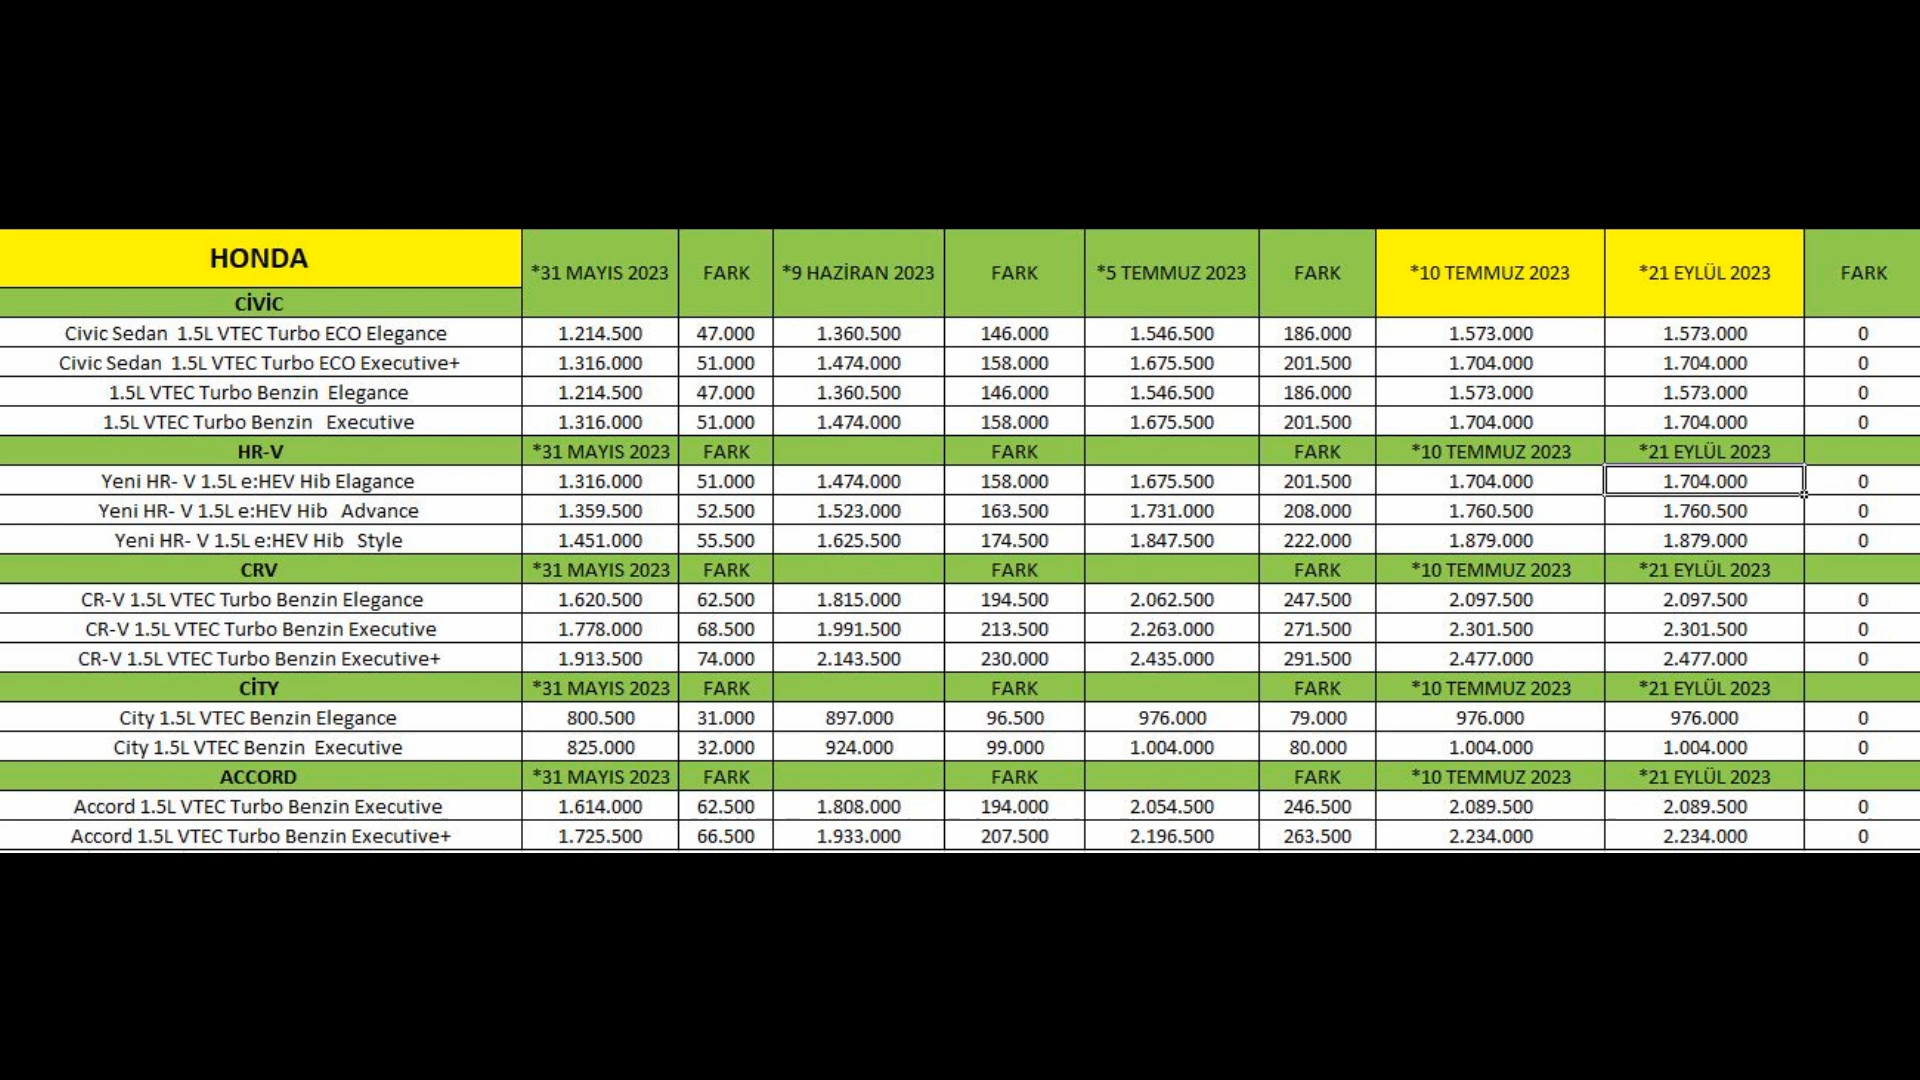 HONDA *31 MAYIS 2023 FARK *9 HAZİRAN 2023 FARK *5 TEMMUZ 2023 FARK *10 TEMMUZ 2023 *21 EYLÜL 2023 FARK
CİVİC
Civic Sedan 1.5L VTEC Turbo ECO Elegance 1.214.500 47.000 1.360.500 146.000 1.546.500 186.000 1.573.000 1.573.000 0
Civic Sedan 1.5L VTEC Turbo ECO Executive+ 1.316.000 51.000 1.474.000 158.000 1.675.500 201.500 1.704.000 1.704.000 0
1.5L VTEC Turbo Benzin Elegance 1.214.500 47.000 1.360.500 146.000 1.546.500 186.000 1.573.000 1.573.000 0
1.5L VTEC Turbo Benzin Executive 1.316.000 51.000 1.474.000 158.000 1.675.500 201.500 1.704.000 1.704.000 0
HR-V *31 MAYIS 2023 FARK FARK FARK *10 TEMMUZ 2023 *21 EYLÜL 2023
Yeni HR- V 1.5L e:HEV Hib Elagance 1.316.000 51.000 1.474.000 158.000 1.675.500 201.500 1.704.000 1.704.000 0
Yeni HR- V 1.5L e:HEV Hib Advance 1.359.500 52.500 1.523.000 163.500 1.731.000 208.000 1.760.500 1.760.500 0
Yeni HR- V 1.5L e:HEV Hib Style 1.451.000 55.500 1.625.500 174.500 1.847.500 222.000 1.879.000 1.879.000 0
CRV *31 MAYIS 2023 FARK FARK FARK *10 TEMMUZ 2023 *21 EYLÜL 2023
CR-V 1.5L VTEC Turbo Benzin Elegance 1.620.500 62.500 1.815.000 194.500 2.062.500 247.500 2.097.500 2.097.500 0
CR-V 1.5L VTEC Turbo Benzin Executive 1.778.000 68.500 1.991.500 213.500 2.263.000 271.500 2.301.500 2.301.500 0
CR-V 1.5L VTEC Turbo Benzin Executive+ 1.913.500 74.000 2.143.500 230.000 2.435.000 291.500 2.477.000 2.477.000 0
CİTY *31 MAYIS 2023 FARK FARK FARK *10 TEMMUZ 2023 *21 EYLÜL 2023
City 1.5L VTEC Benzin Elegance 800.500 31.000 897.000 96.500 976.000 79.000 976.000 976.000 0
City 1.5L VTEC Benzin Executive 825.000 32.000 924.000 99.000 1.004.000 80.000 1.004.000 1.004.000 0
ACCORD *31 MAYIS 2023 FARK FARK FARK *10 TEMMUZ 2023 *21 EYLÜL 2023
Accord 1.5L VTEC Turbo Benzin Executive 1.614.000 62.500 1.808.000 194.000 2.054.500 246.500 2.089.500 2.089.500 0
Accord 1.5L VTEC Turbo Benzin Executive+ 1.725.500 66.500 1.933.000 207.500 2.196.500 263.500 2.234.000 2.234.000 0